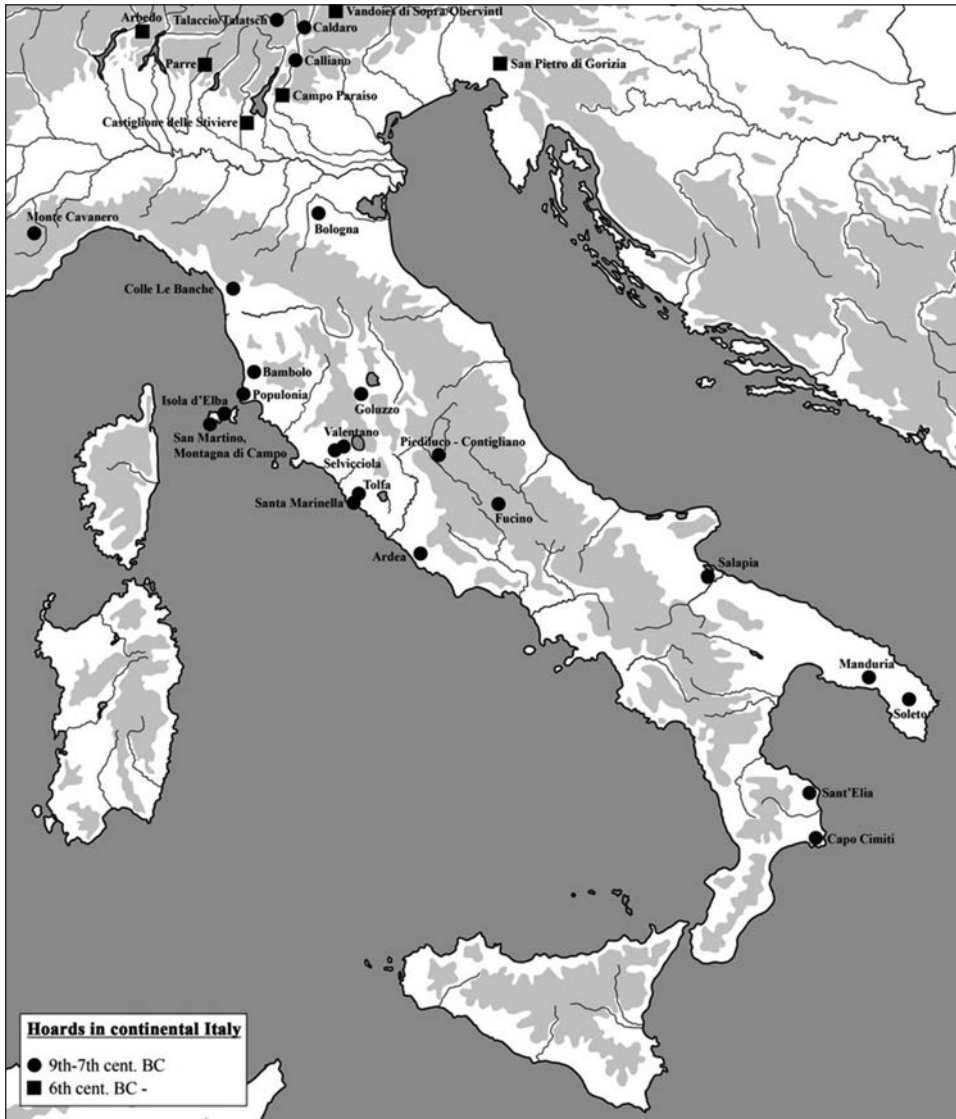 Vandoies di Sopra/Obervintl
Talaccio/Talatsch
Arbedo
Caldaro
Calliano
Parre
San Pietro di Gorizia
Campo Paraiso
Castiglione delle Stiviere
Monte Cavanero
Bologna
Colle Le Banche
Bambolo
Populonia
Goluzzo
Isola d'Elba
San Martino,
Montagna di Campo
Valentano
Selvicciola
Piediluco - Contigliano
Tolfa
Santa Marinella
Fucino
Ardea
Salapia
Manduria
Soleto
Sant'Elia
Capo Cimiti
Hoards in continental Italy
9th-7th cent. BC
6th cent. BC -